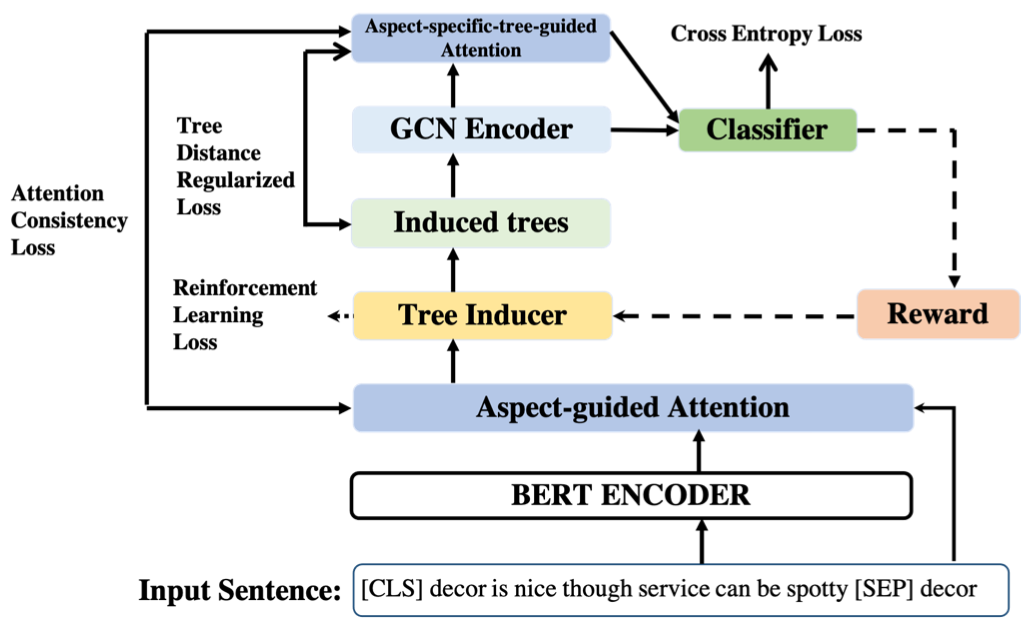 Aspect-specific-tree-guided
Attention
Cross Entropy Loss
GCN Encoder
Classifier
Tree
Distance
Regularized
Loss
Attention
Consistency
Loss
Induced trees
Reinforcement
Learning
Loss
Tree Inducer
Reward
Aspect-guided Attention
BERT ENCODER
Input Sentence: [CLS] decor is nice though service can be spotty [SEP] decor